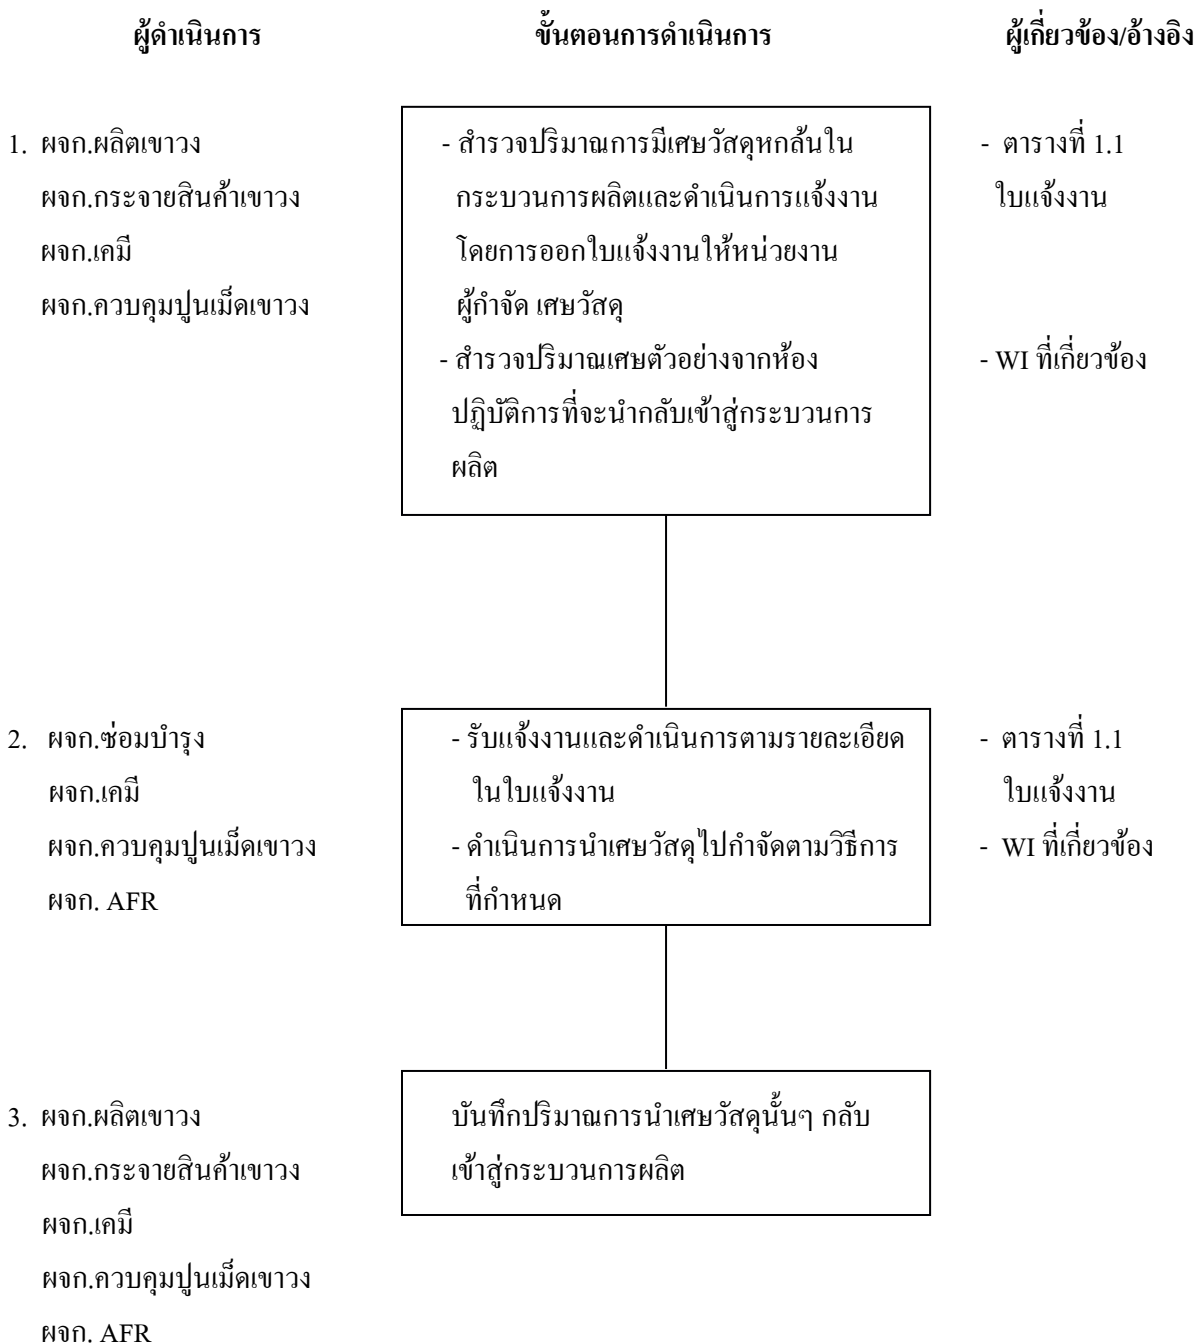 ผู้ดำเนินการ ขั้นตอนการดำเนินการ ผู้เกี่ยวข้อง/อ้างอิง
1. ผจก.ผลิตเขาวง - สำรวจปริมาณการมีเศษวัสดุหกล้นใน - ตารางที่ 1.1
ผจก.กระจายสินค้าเขาวง กระบวนการผลิตและดำเนินการแจ้งงาน ใบแจ้งงาน
ผจก.เคมี โดยการออกใบแจ้งงานให้หน่วยงาน
ผจก.ควบคุมปูนเม็ดเขาวง ผู้กำจัด เศษวัสดุ
- สำรวจปริมาณเศษตัวอย่างจากห้อง - WI ที่เกี่ยวข้อง
ปฏิบัติการที่จะนำกลับเข้าสู่กระบวนการ
ผลิต
2. ผจก.ซ่อมบำรุง - รับแจ้งงานและดำเนินการตามรายละเอียด - ตารางที่ 1.1
ผจก.เคมี ในใบแจ้งงาน ใบแจ้งงาน
ผจก.ควบคุมปูนเม็ดเขาวง - ดำเนินการนำเศษวัสดุไปกำจัดตามวิธีการ - WI ที่เกี่ยวข้อง
ผจก. AFR ที่กำหนด
3. ผจก.ผลิตเขาวง บันทึกปริมาณการนำเศษวัสดุนั้นๆ กลับ
ผจก.กระจายสินค้าเขาวง เข้าสู่กระบวนการผลิต
ผจก.เคมี
ผจก.ควบคุมปูนเม็ดเขาวง
ผจก. AFR